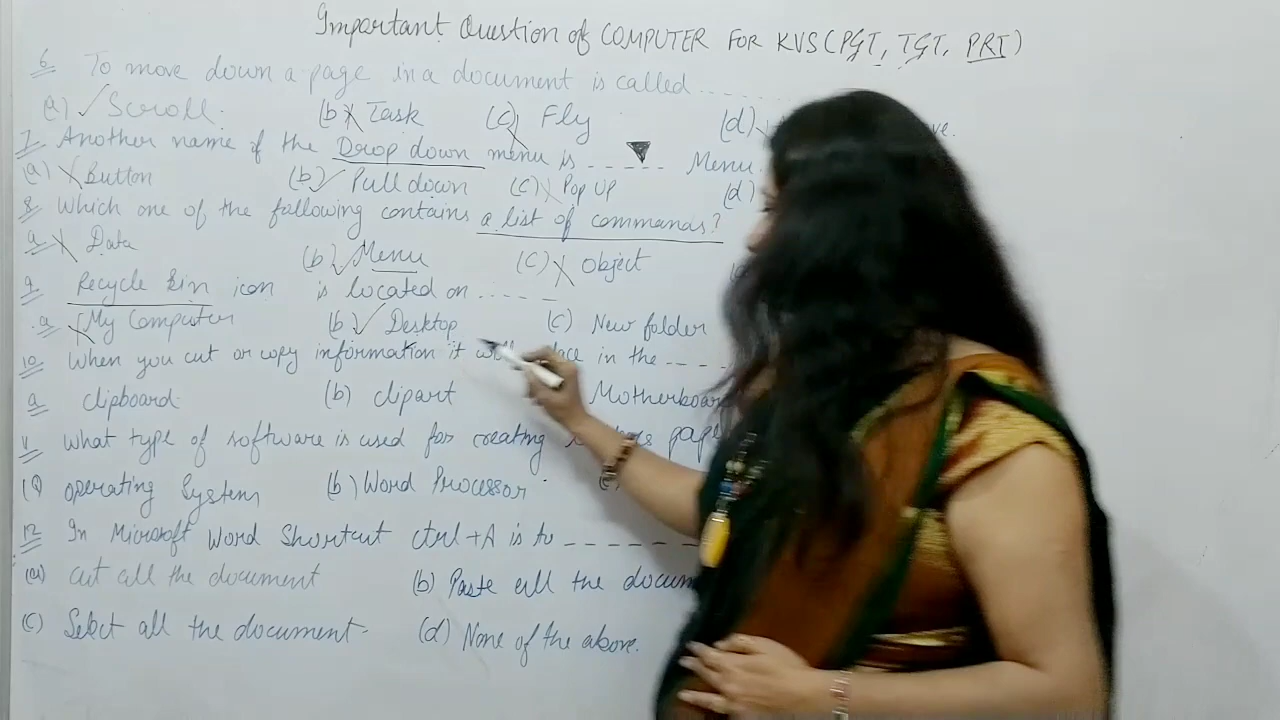 Important Question of COMPUTER FOR KVS (PGT, TGT, PRT)
6. To move down a page in a document is called ........
(a) ✓ Scroll. (b) Task (c) Fly (d)
7. Another name of the Drop down menu is ------ Menu.
(a) Button (b) ✓ Pull down (c) Pop UP (d)
8. Which one of the following contains a list of commands?
a Data (b) ✓ Menu (c) Object
9. Recycle Bin icon is located on .....
a My Computer (b) ✓ Desktop (c) New folder
10. When you cut or copy information it will place in the ----
a clipboard (b) clipart Motherboard
11. What type of software is used for creating
(a) operating System (b) Word Processor
12. In Microsoft Word Shortcut ctrl+A is to -------
(a) cut all the document (b) Paste all the
(c) Select all the document. (d) None of the above.